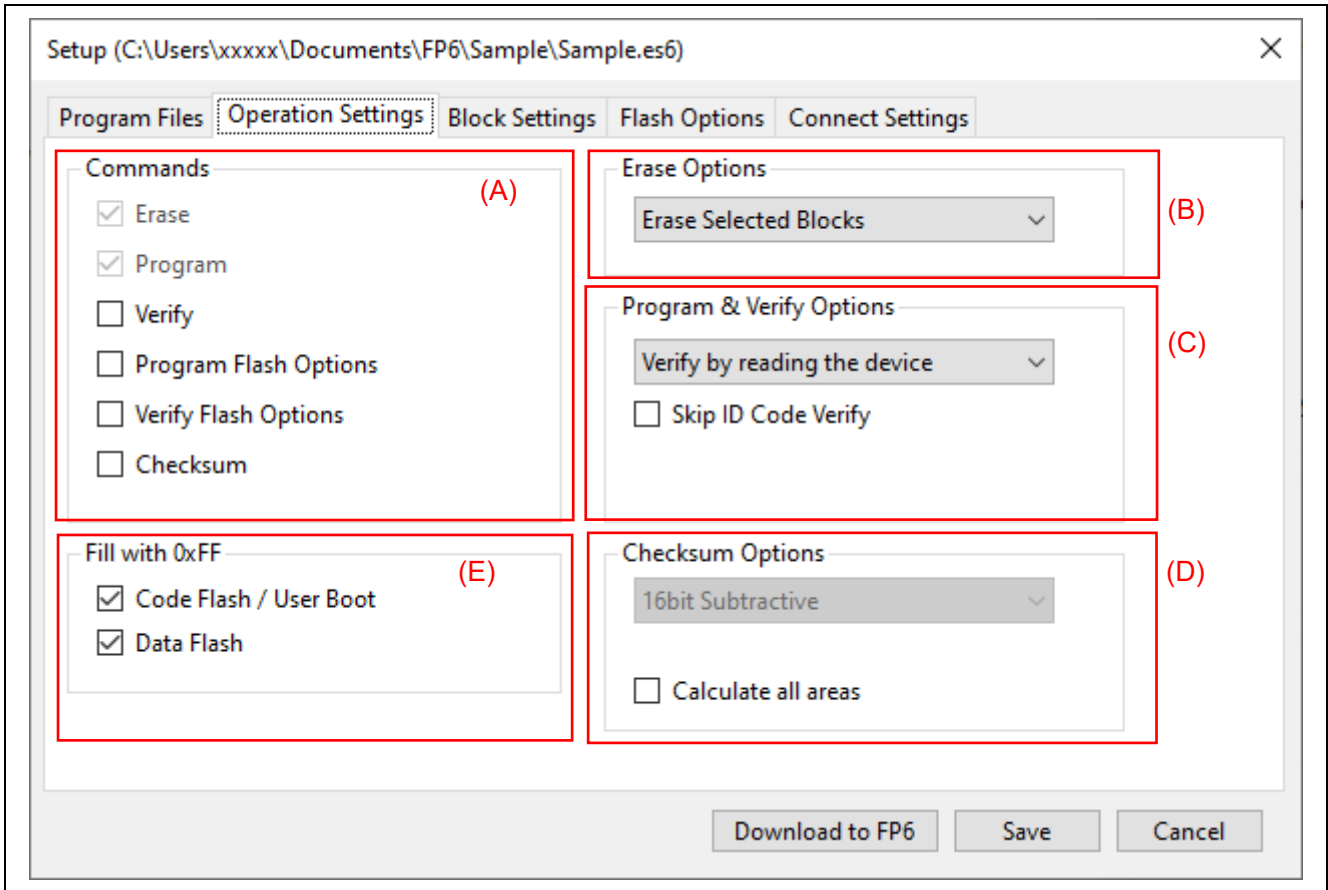 Setup (C:\Users\xxxxx\Documents\FP6\Sample\Sample.es6)
Program Files Operation Settings Block Settings Flash Options Connect Settings
Commands
(A)
Erase
Program
Verify
Program Flash Options
Verify Flash Options
Checksum
Erase Options
Erase Selected Blocks
(B)
Program & Verify Options
Verify by reading the device
(C)
Skip ID Code Verify
Fill with 0xFF
(E)
Code Flash / User Boot
Data Flash
Checksum Options
16bit Subtractive
(D)
Calculate all areas
Download to FP6 Save Cancel